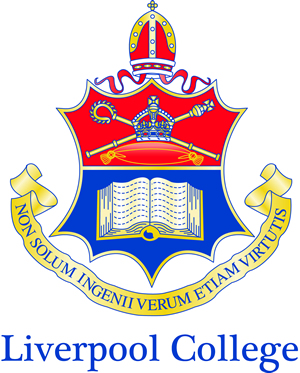 NON SOLUM INGENII VERUM ETIAM VIRTUTIS
Liverpool College